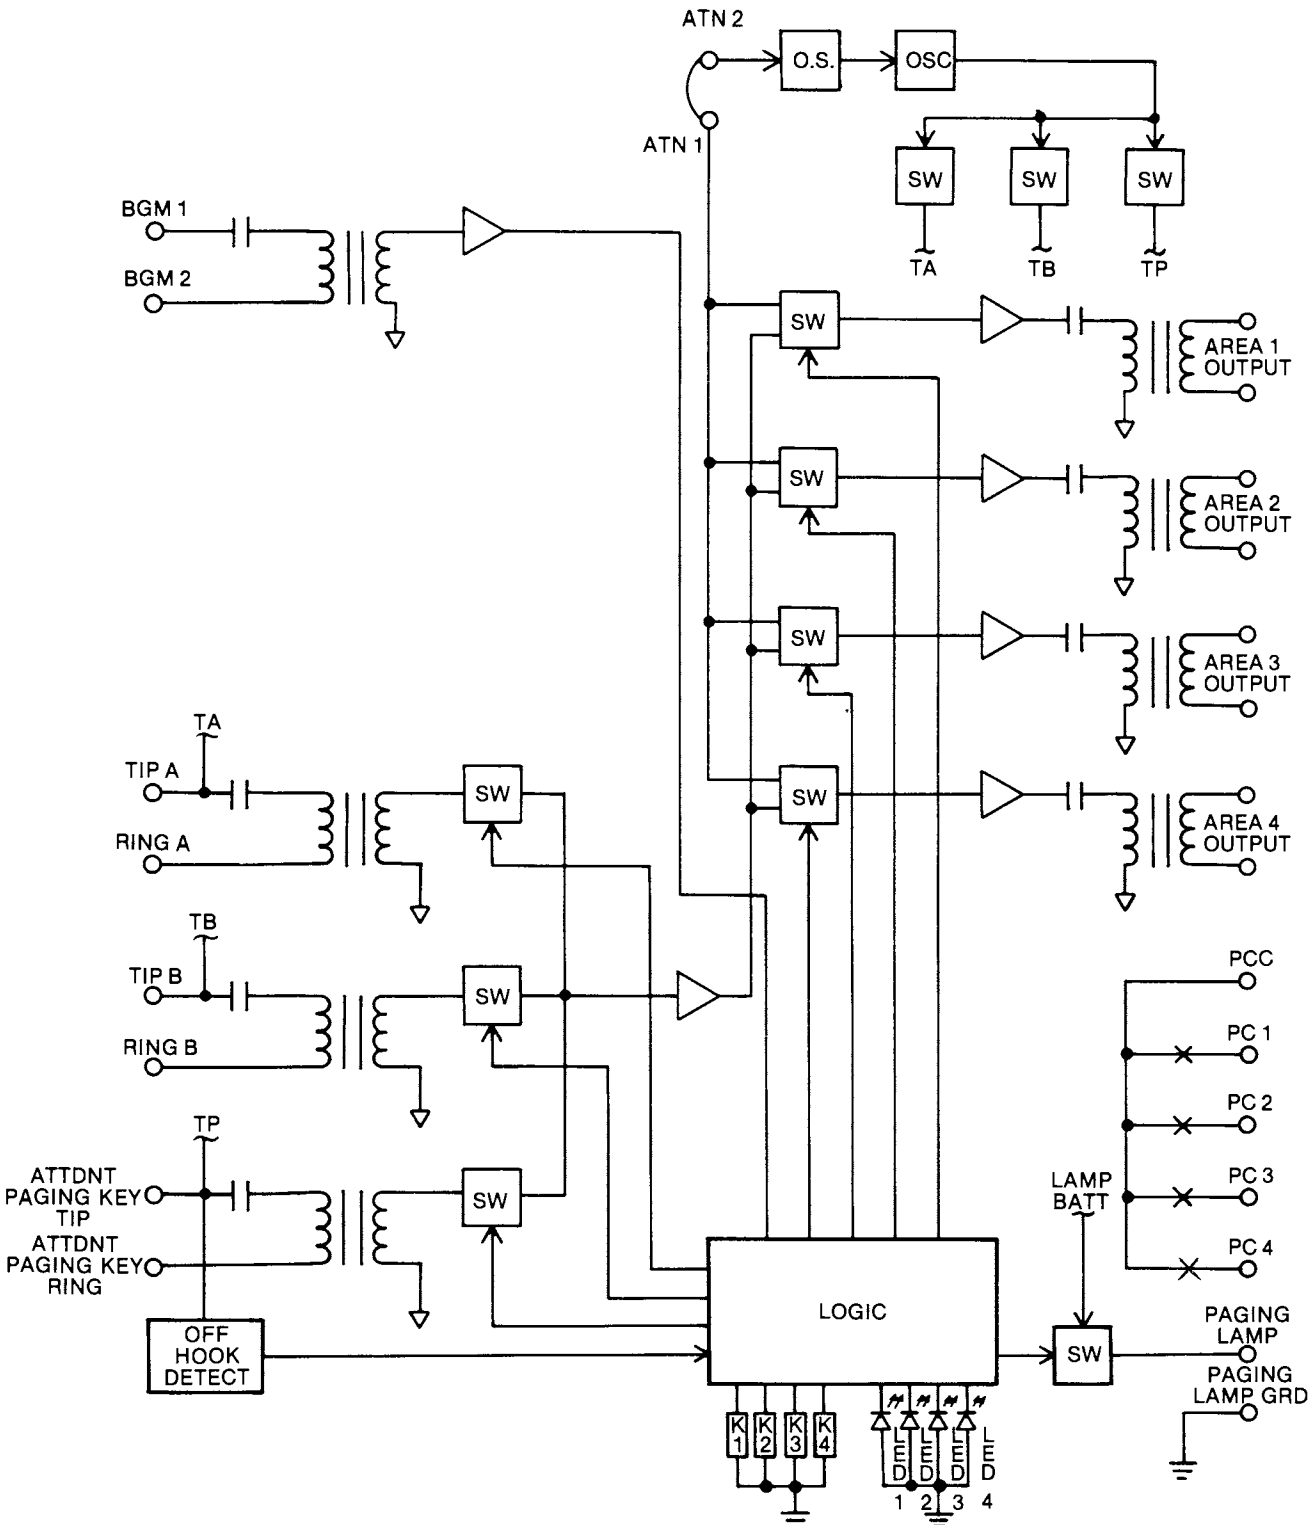 ATN 2
O.S.
OSC
ATN 1
SW
SW
SW
TA
TB
TP
BGM 1
BGM 2
SW
AREA 1
OUTPUT
SW
AREA 2
OUTPUT
SW
AREA 3
OUTPUT
SW
AREA 4
OUTPUT
TA
TIP A
RING A
SW
TB
TIP B
RING B
SW
TP
ATTDNT
PAGING KEY
TIP
ATTDNT
PAGING KEY
RING
SW
OFF
HOOK
DETECT
LOGIC
PCC
PC 1
PC 2
PC 3
PC 4
LAMP
BATT
SW
PAGING
LAMP
PAGING
LAMP GRD
K1
K2
K3
K4
LED 1
LED 2
LED 3
LED 4